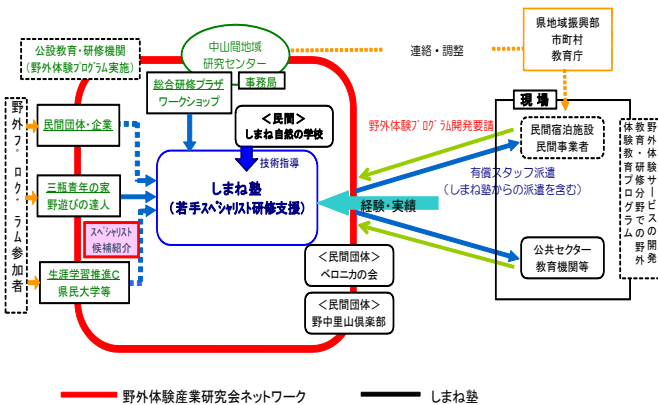 公設教育・研修機関
(野外体験プログラム実施)
中山間地域
研究センター
事務局
総合研修プラザ
ワークショップ
連絡・調整
県地域振興部
市町村
教育庁
野外プログラム参加者
民間団体・企業
三瓶青年の家
野遊びの達人
スペシャリスト
候補紹介
生涯学習推進C
県民大学等
<民間>
しまね自然の学校
技術指導
しまね塾
(若手スペシャリスト研修支援)
野外体験プログラム開発要請
有償スタッフ派遣
(しまね塾からの派遣を含む)
経験・実績
<民間団体>
ベロニカの会
<民間団体>
野中里山倶楽部
現場
民間宿泊施設
民間事業者
公共セクター
教育機関等
野外体験サービスの開発
教育・研修分野での野外
体験教育プログラム
野外体験産業研究会ネットワーク
しまね塾